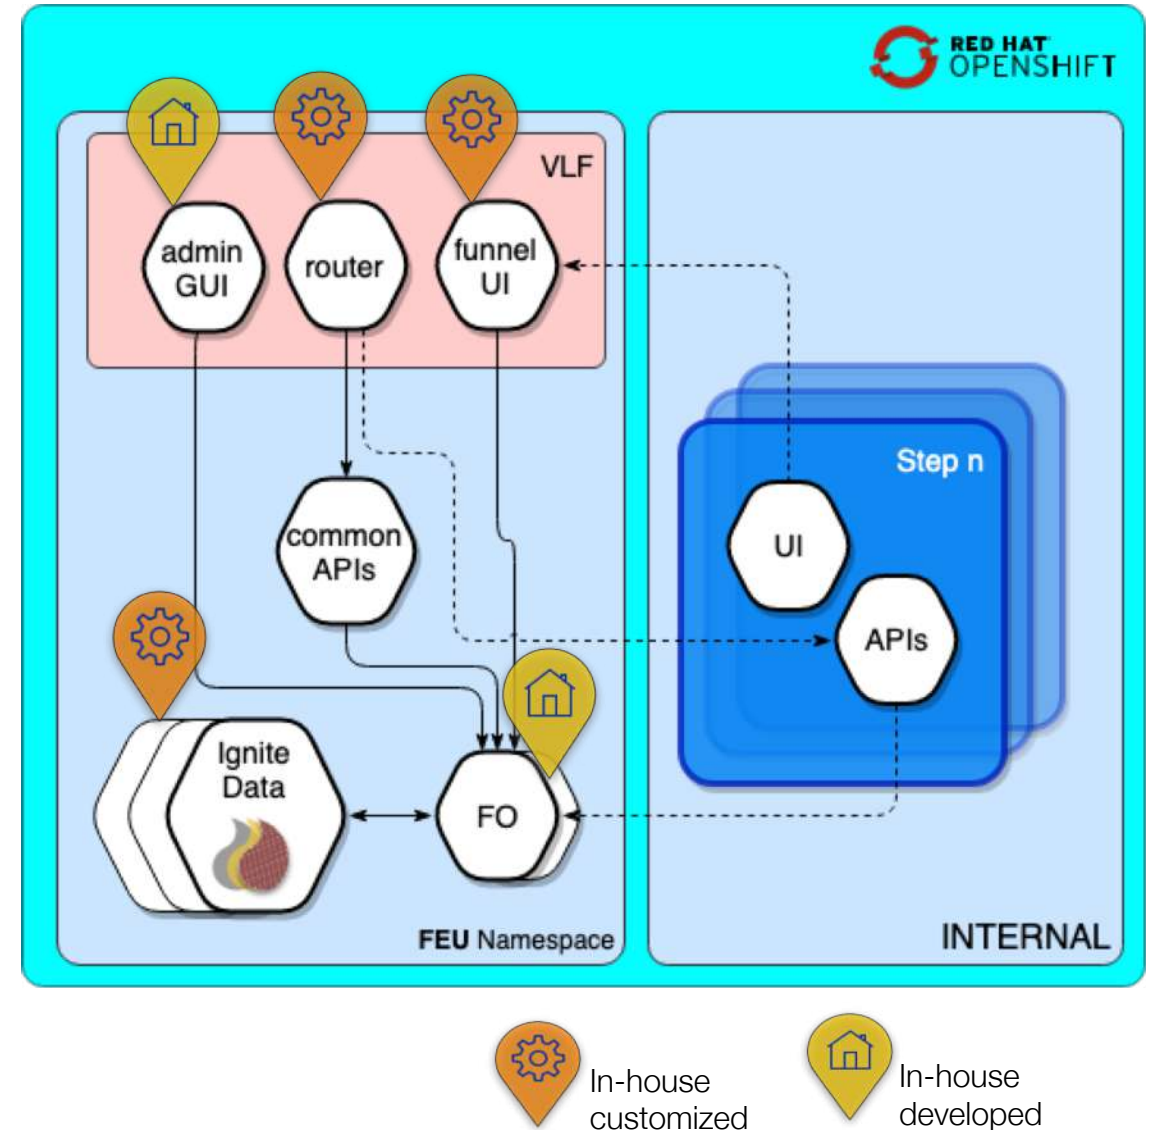 RED HAT
OPENSHIFT
VLF
admin
GUI
router
funnel
UI
Step n
common
APIs
UI
APIs
Ignite
Data
FO
FEU Namespace
INTERNAL
In-house
customized
In-house
developed